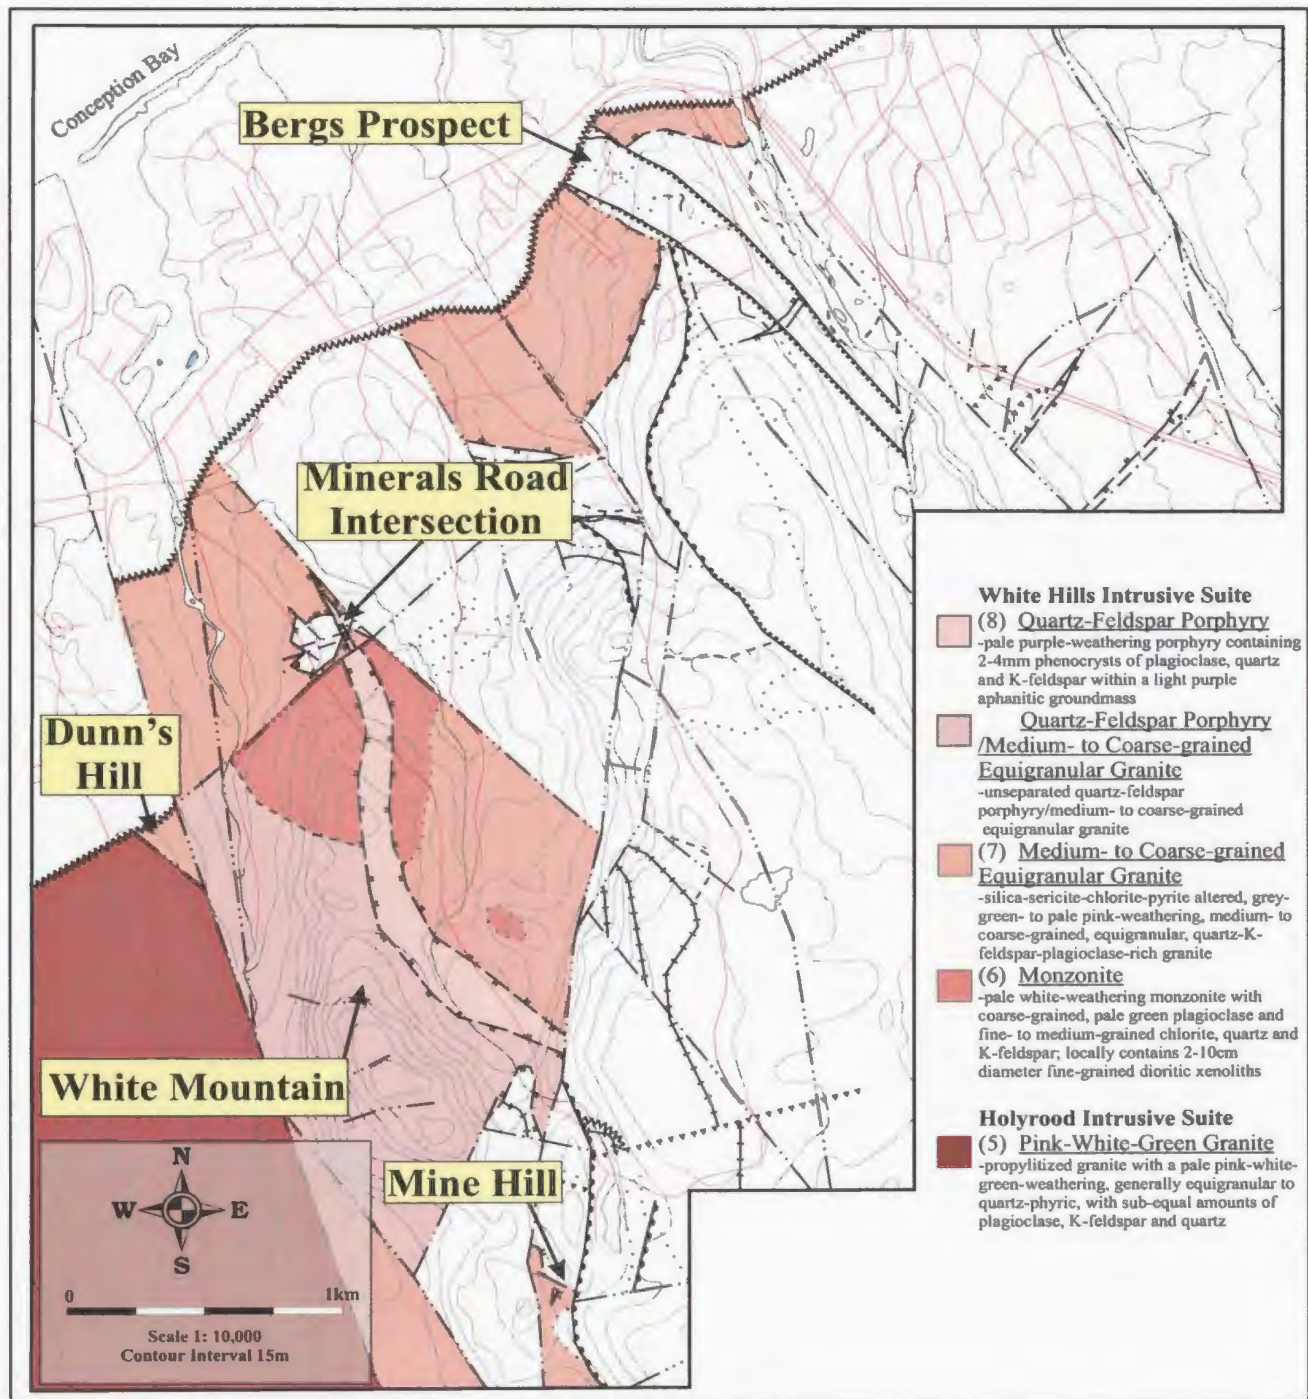 Conception Bay
Bergs Prospect
Minerals Road
Intersection
Dunn's
Hill
White Mountain
Mine Hill
N
W E
S
0 1km
Scale 1: 10,000
Contour Interval 15m
White Hills Intrusive Suite
(8) Quartz-Feldspar Porphyry
-pale purple-weathering porphyry containing
2-4mm phenocrysts of plagioclase, quartz
and K-feldspar within a light purple
aphanitic groundmass
Quartz-Feldspar Porphyry
/Medium- to Coarse-grained
Equigranular Granite
-unseparated quartz-feldspar
porphyry/medium- to coarse-grained
equigranular granite
(7) Medium- to Coarse-grained
Equigranular Granite
-silica-sericite-chlorite-pyrite altered, grey-
green- to pale pink-weathering, medium- to
coarse-grained, equigranular, quartz-K-
feldspar-plagioclase-rich granite
(6) Monzonite
-pale white-weathering monzonite with
coarse-grained, pale green plagioclase and
fine- to medium-grained chlorite, quartz and
K-feldspar; locally contains 2-10cm
diameter fine-grained dioritic xenoliths
Holyrood Intrusive Suite
(5) Pink-White-Green Granite
-propylitized granite with a pale pink-white-
green-weathering, generally equigranular to
quartz-phyric, with sub-equal amounts of
plagioclase, K-feldspar and quartz